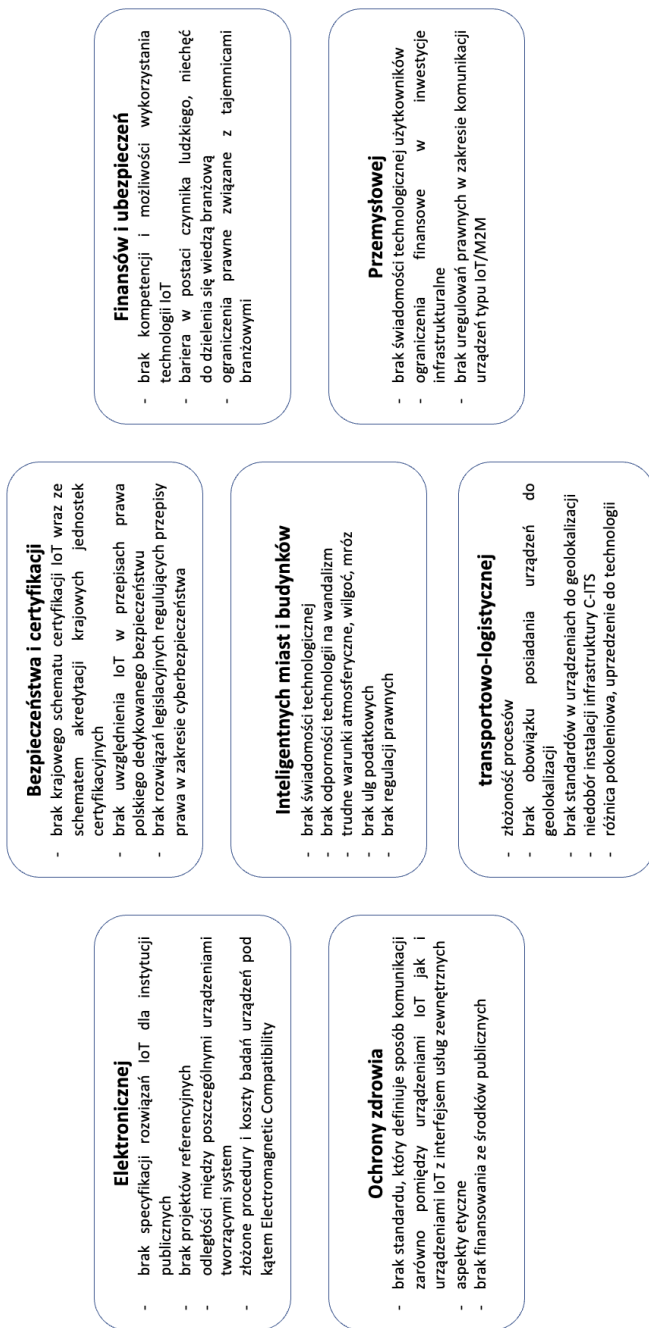 Elektronicznej
- brak specyfikacji rozwiązań IoT dla instytucji
publicznych
- brak projektów referencyjnych
- odległości między poszczególnymi urządzeniami
tworzącymi system
- złożone procedury i koszty badań urządzeń pod
kątem Electromagnetic Compatibility
Bezpieczeństwa i certyfikacji
- brak krajowego schematu certyfikacji IoT wraz ze
schematem akredytacji krajowych jednostek
certyfikacyjnych
- brak uwzględnienia IoT w przepisach prawa
polskiego dedykowanego bezpieczeństwu
- brak rozwiązań legislacyjnych regulujących przepisy
prawa w zakresie cyberbezpieczeństwa
Finansów i ubezpieczeń
- brak kompetencji i możliwości wykorzystania
technologii IoT
- bariera w postaci czynnika ludzkiego, niechęć
do dzielenia się wiedzą branżową
- ograniczenia prawne związane z tajemnicami
branżowymi
Ochrony zdrowia
- brak standardu, który definiuje sposób komunikacji
zarówno pomiędzy urządzeniami IoT jak i
urządzeniami IoT z interfejsem usług zewnętrznych
- aspekty etyczne
- brak finansowania ze środków publicznych
Inteligentnych miast i budynków
- brak świadomości technologicznej
- brak odporności technologii na wandalizm
- trudne warunki atmosferyczne, wilgoć, mróz
- brak ulg podatkowych
- brak regulacji prawnych
Przemysłowej
- brak świadomości technologicznej użytkowników
- ograniczenia finansowe w inwestycje
infrastrukturalne
- brak uregulowań prawnych w zakresie komunikacji
urządzeń typu IoT/M2M
transportowo-logistycznej
- złożoność procesów
- brak obowiązku posiadania urządzeń do
geolokalizacji
- brak standardów w urządzeniach do geolokalizacji
- niedobór instalacji infrastruktury C-ITS
- różnica pokoleniowa, uprzedzenie do technologii